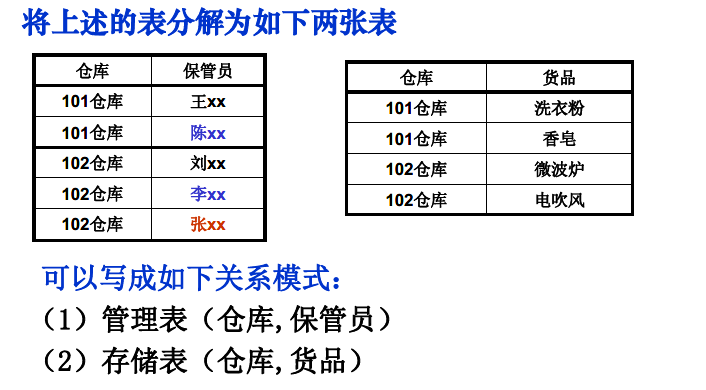 将上述的表分解为如下两张表
仓库 保管员
101仓库 王xx
101仓库 陈xx
102仓库 刘xx
102仓库 李xx
102仓库 张xx
仓库 货品
101仓库 洗衣粉
101仓库 香皂
102仓库 微波炉
102仓库 电吹风
可以写成如下关系模式：
（1）管理表（仓库,保管员）
（2）存储表（仓库,货品）